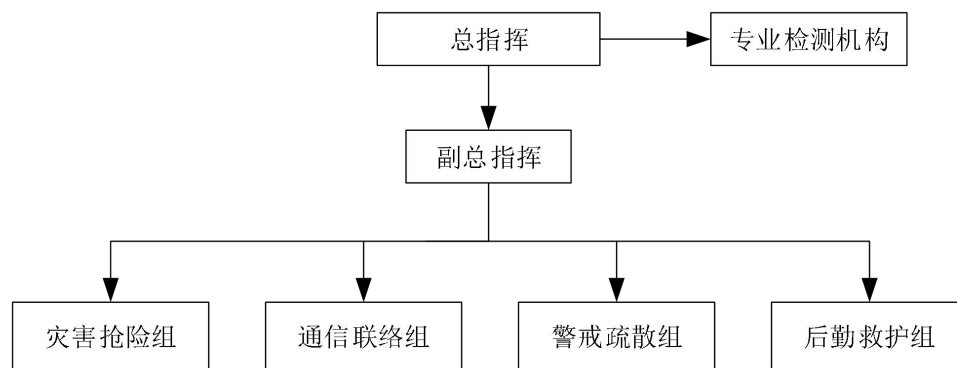 总指挥
专业检测机构
副总指挥
灾害抢险组
通信联络组
警戒疏散组
后勤救护组